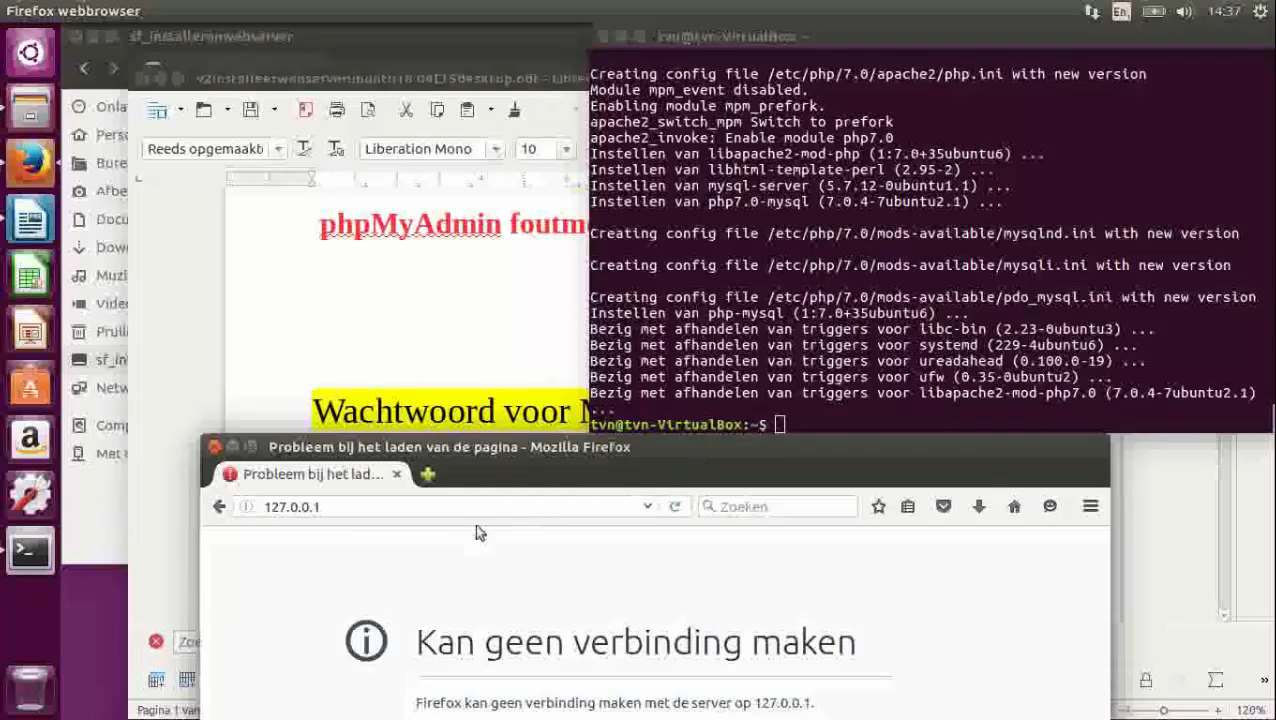 Firefox webbrowser
En
14:37
sf_installerenwebserver
tvn@tvn-VirtualBox: ~
Onla
Perso
Bure
Afbe
Docu
Down
Muzi
Video
Prull
sf_in
Netw
Comp
Met
Reeds opgemaakt
Liberation Mono
10
phpMyAdmin foutm
Wachtwoord voor
Creating config file /etc/php/7.0/apache2/php.ini with new version
Module mpm_event disabled.
Enabling module mpm_prefork.
apache2_switch_mpm Switch to prefork
apache2_invoke: Enable module php7.0
Instellen van libapache2-mod-php (1:7.0+35ubuntu6) ...
Instellen van libhtml-template-perl (2.95-2) ...
Instellen van mysql-server (5.7.12-0ubuntu1.1) ...
Instellen van php7.0-mysql (7.0.4-7ubuntu2.1) ...
Creating config file /etc/php/7.0/mods-available/mysqlnd.ini with new version
Creating config file /etc/php/7.0/mods-available/mysqli.ini with new version
Creating config file /etc/php/7.0/mods-available/pdo_mysql.ini with new version
Instellen van php-mysql (1:7.0+35ubuntu6) ...
Bezig met afhandelen van triggers voor libc-bin (2.23-0ubuntu3) ...
Bezig met afhandelen van triggers voor systemd (229-4ubuntu6) ...
Bezig met afhandelen van triggers voor ureadahead (0.100.0-19) ...
Bezig met afhandelen van triggers voor ufw (0.35-0ubuntu2) ...
Bezig met afhandelen van triggers voor libapache2-mod-php7.0 (7.0.4-7ubuntu2.1)
...
tvn@tvn-VirtualBox:~$
Probleem bij het laden van de pagina - Mozilla Firefox
Probleem bij het lad...
127.0.0.1
Zoeken
Kan geen verbinding maken
Firefox kan geen verbinding maken met de server op 127.0.0.1.
Zoe
Pagina 1 van
120%